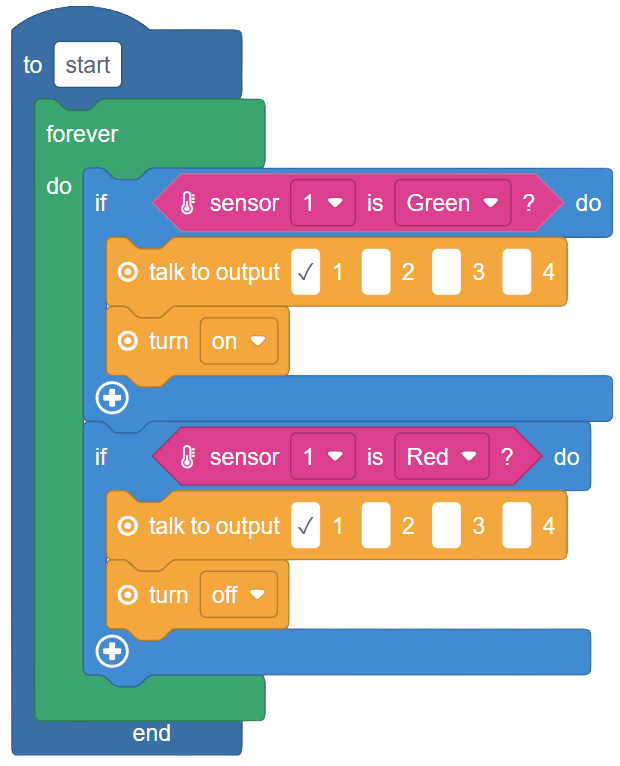 to start
forever
do
if sensor 1 is Green ? do
talk to output ✓ 1 2 3 4
turn on
if sensor 1 is Red ? do
talk to output ✓ 1 2 3 4
turn off
end